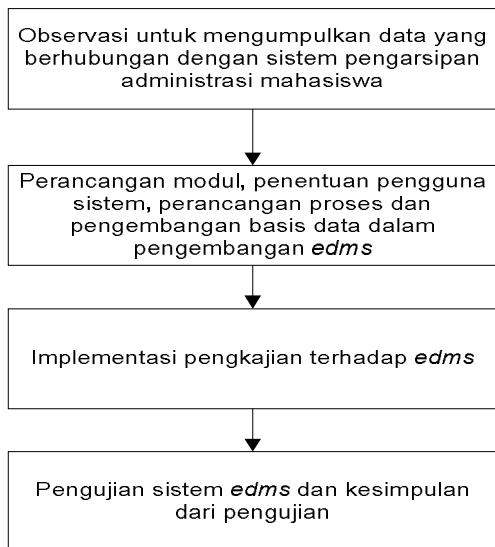 Observasi untuk mengumpulkan data yang
berhubungan dengan sistem pengarsipan
administrasi mahasiswa
Perancangan modul, penentuan pengguna
sistem, perancangan proses dan
pengembangan basis data dalam
pengembangan edms
Implementasi pengkajian terhadap edms
Pengujian sistem edms dan kesimpulan
dari pengujian